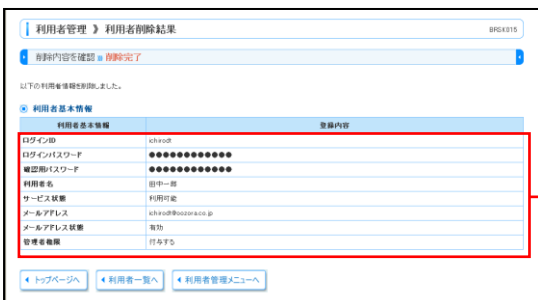 利用者管理 》 利用者削除結果 BRSK015
削除内容を確認 削除完了
以下の利用者情報を削除しました。
利用者基本情報
利用者基本情報 登録内容
ログインID ichirodt
ログインパスワード ●●●●●●●●●●●●
確認用パスワード ●●●●●●●●●●●●
利用者名 田中一郎
サービス状態 利用可能
メールアドレス ichirodt@oozora.co.jp
メールアドレス状態 有効
管理者権限 付与する
トップページへ 利用者一覧へ 利用者管理メニューへ